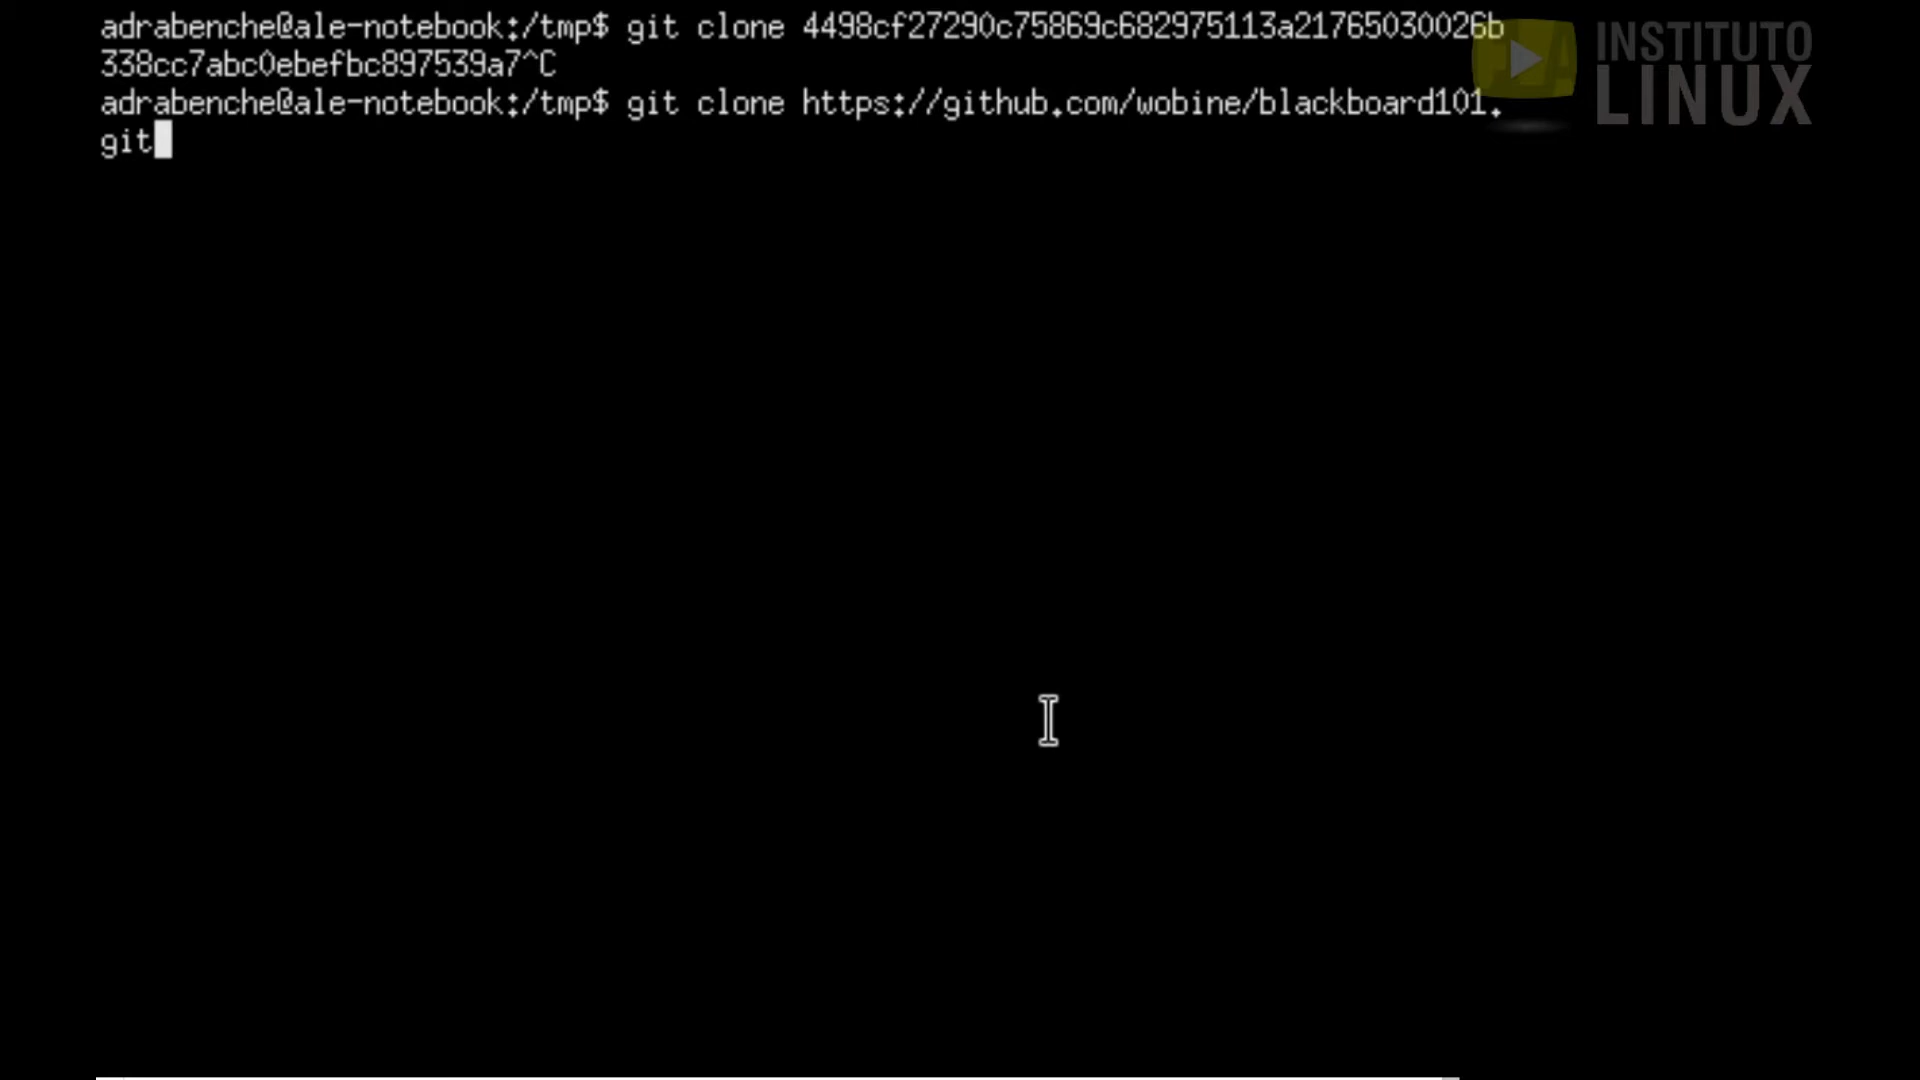 adrabenche@ale-notebook:/tmp$ git clone 4498cf27290c75869c682975113a21765030026b
338cc7abc0ebefbc897539a7^C
adrabenche@ale-notebook:/tmp$ git clone https://github.com/wobine/blackboard101.
git
INSTITUTO
LINUX